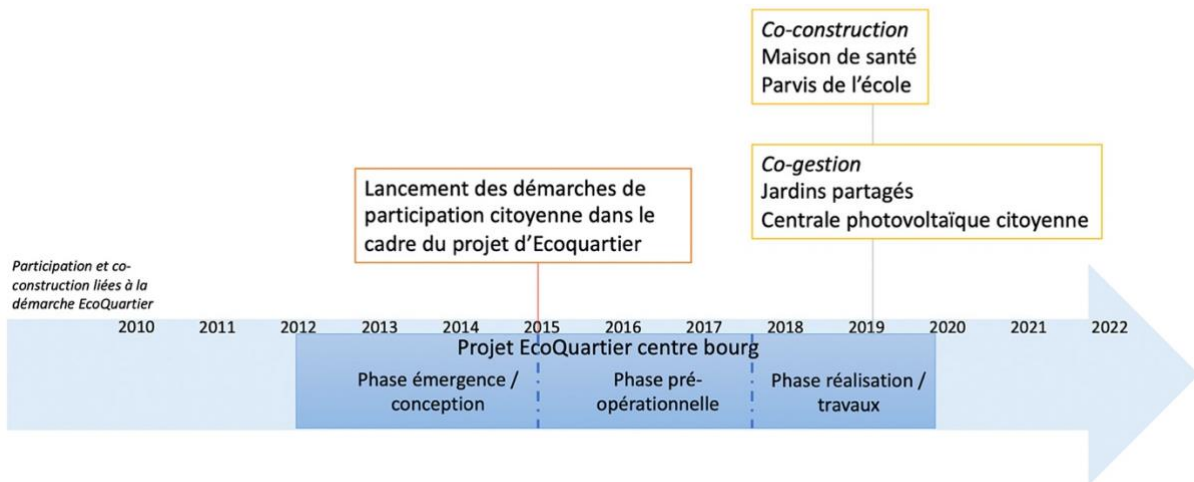 Co-construction
Maison de santé
Parvis de l’école
Co-gestion
Jardins partagés
Centrale photovoltaïque citoyenne
Lancement des démarches de
participation citoyenne dans le
cadre du projet d’Ecoquartier
Participation et co-
construction liées à la
démarche EcoQuartier
2010 2011 2012 2013 2014 2015 2016 2017 2018 2019 2020 2021 2022
Projet EcoQuartier centre bourg
Phase émergence /
conception
Phase pré-
opérationnelle
Phase réalisation /
travaux